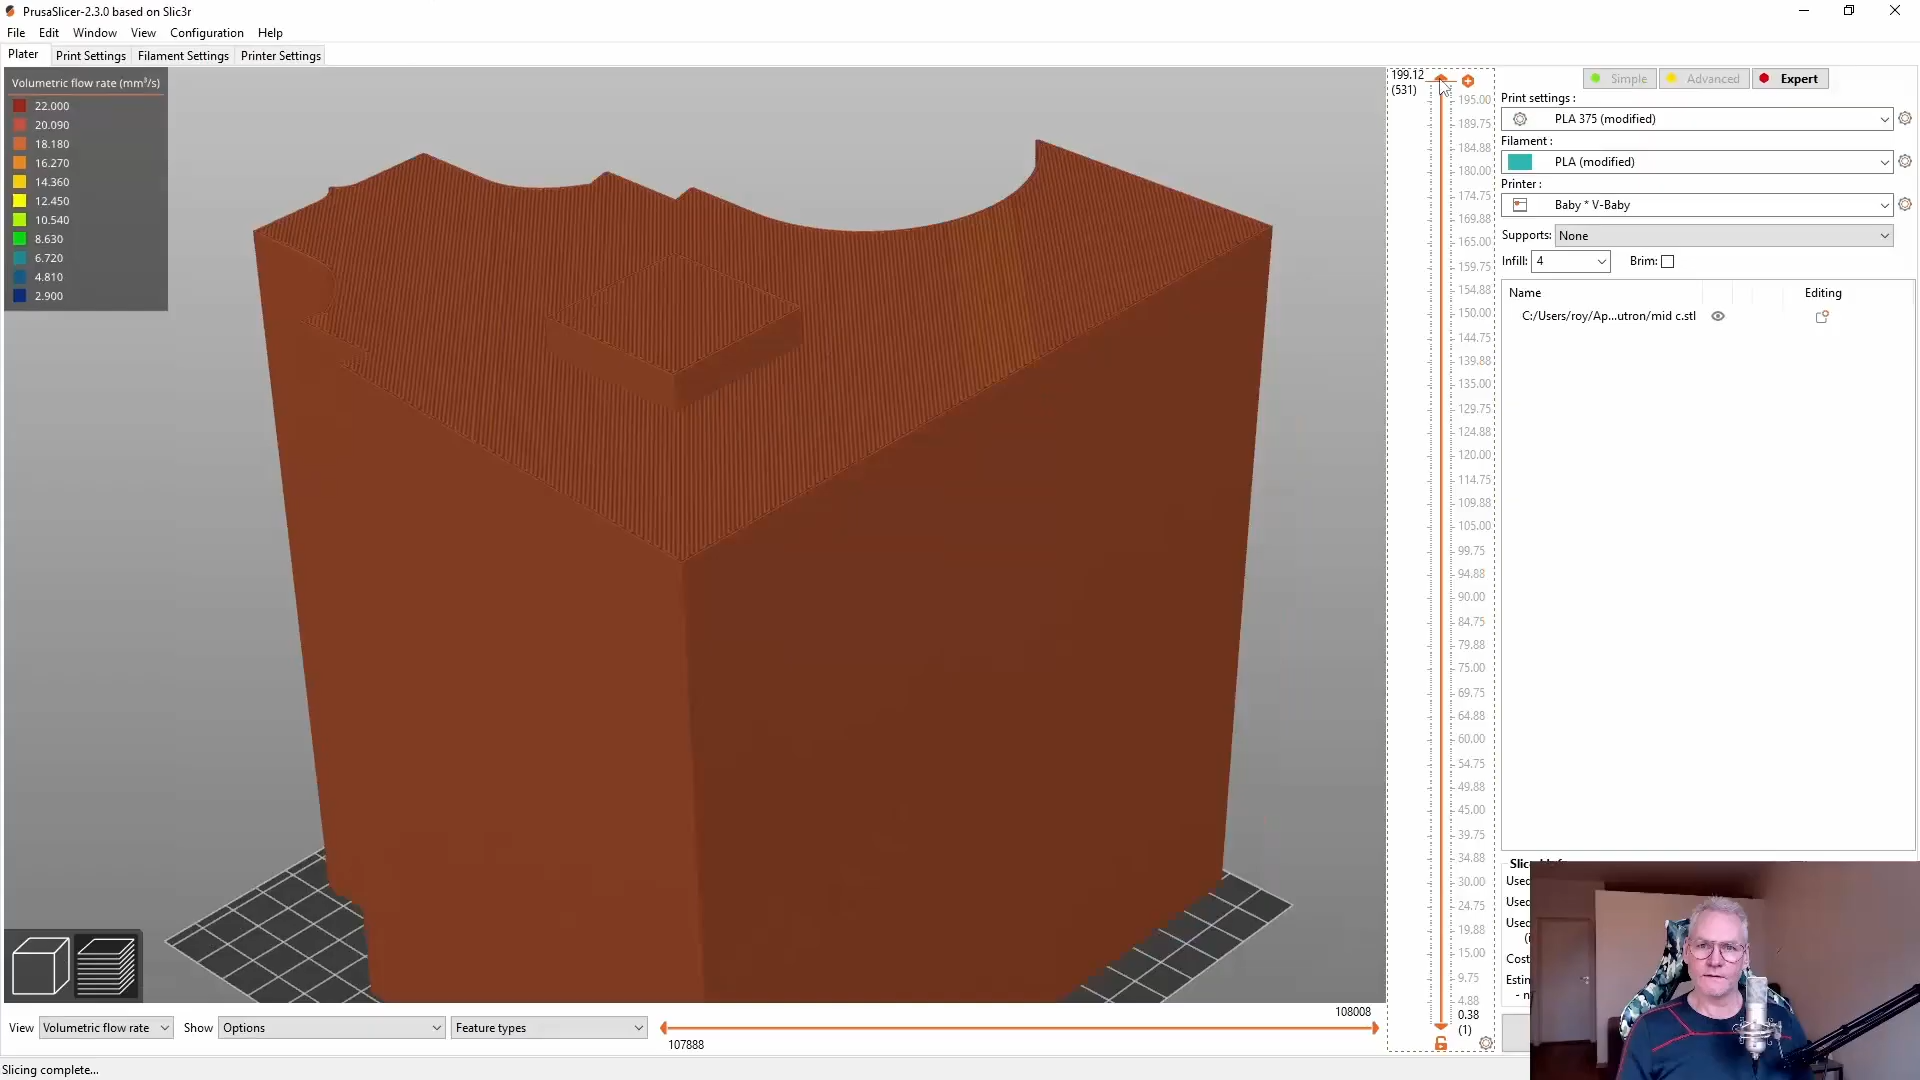 PrusaSlicer-2.3.0 based on Slic3r
File Edit Window View Configuration Help
Plater Print Settings Filament Settings Printer Settings
Volumetric flow rate (mm³/s)
22.000
20.090
18.180
16.270
14.360
12.450
10.540
8.630
6.720
4.810
2.900
199.12
(531)
195.00
189.75
184.88
180.00
174.75
169.88
165.00
159.75
154.88
150.00
144.75
139.88
135.00
129.75
124.88
120.00
114.75
109.88
105.00
99.75
94.88
90.00
84.75
79.88
75.00
69.75
64.88
60.00
54.75
49.88
45.00
39.75
34.88
30.00
24.75
19.88
15.00
9.75
4.88
0.38
(1)
Simple Advanced Expert
Print settings :
PLA 375 (modified)
Filament :
PLA (modified)
Printer :
Baby * V-Baby
Supports: None
Infill: 4 Brim:
Name Editing
C:/Users/roy/Ap...utron/mid c.stl
Slic
Used
Used
Used
(i
Cost
Estin
- n
View Volumetric flow rate Show Options Feature types
108008
107888
Slicing complete...